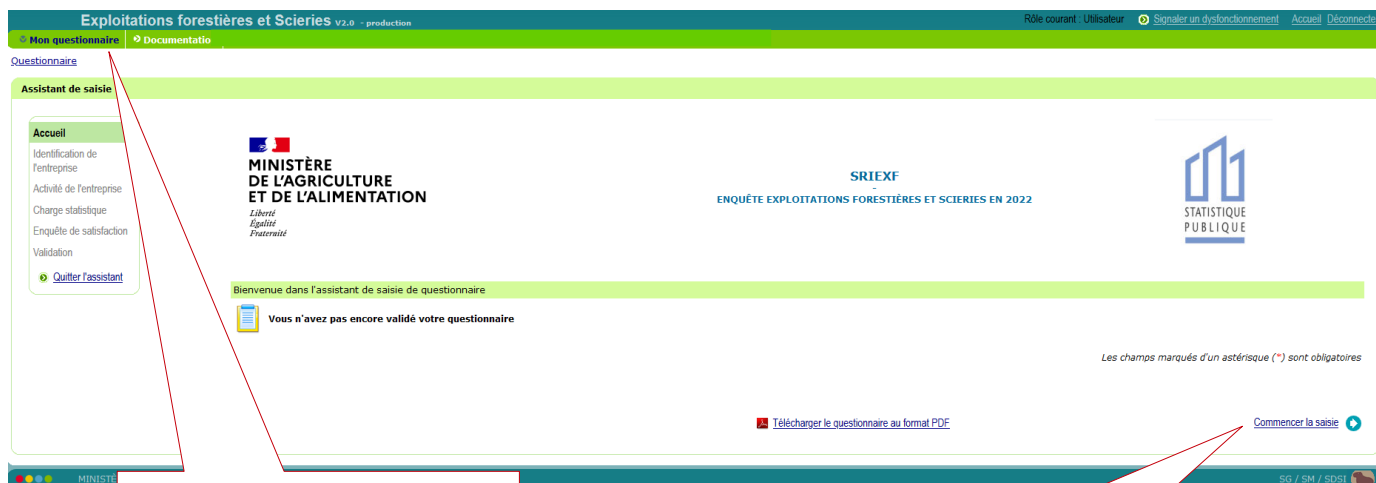 Exploitations forestières et Scieries V2.0 - production
Rôle courant : Utilisateur Signaler un dysfonctionnement Accueil Déconnecte
Mon questionnaire Documentatio
Questionnaire
Assistant de saisie
Accueil
Identification de
l'entreprise
Activité de l'entreprise
Charge statistique
Enquête de satisfaction
Validation
Quitter l'assistant
MINISTÈRE
DE L'AGRICULTURE
ET DE L'ALIMENTATION
Liberté
Égalité
Fraternité
SRIEXF
-
ENQUÊTE EXPLOITATIONS FORESTIÈRES ET SCIERIES EN 2022
STATISTIQUE
PUBLIQUE
Bienvenue dans l'assistant de saisie de questionnaire
Vous n'avez pas encore validé votre questionnaire
Les champs marqués d'un astérisque (*) sont obligatoires
Télécharger le questionnaire au format PDF
Commencer la saisie
MINISTÈ
SG / SM / SDSI